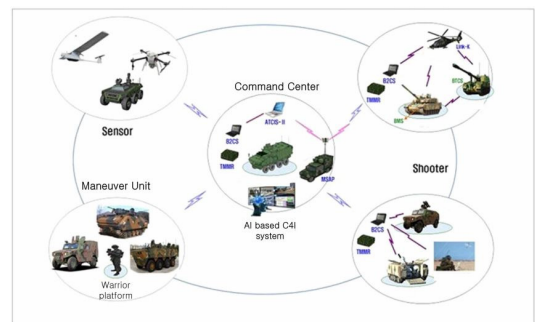 Command Center
Link-K
B2CS
ATCS
TMMR
BMS
ATCIS-II
B2CS
TMMR
MSAP
Sensor
Shooter
Maneuver Unit
AI based C4I
system
B2CS
TMMR
Warrior
platform